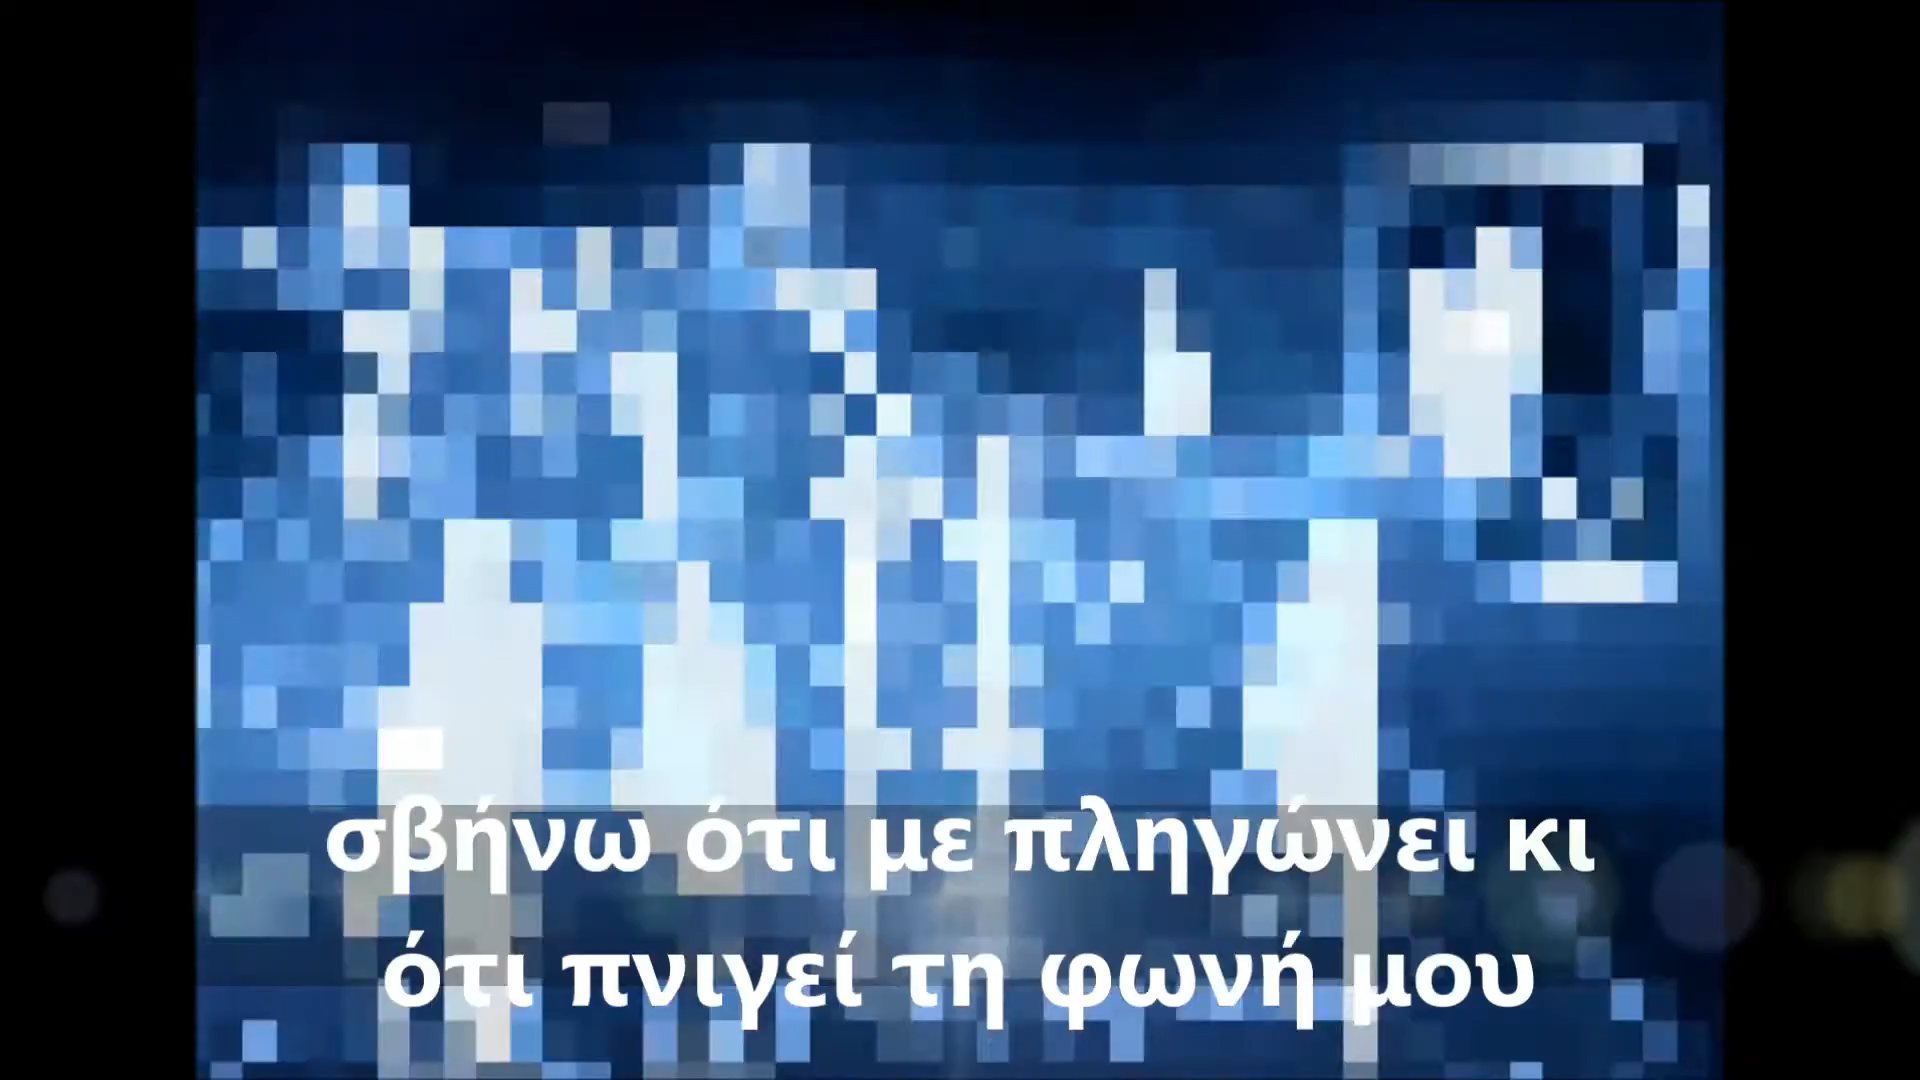 σβήνω ότι με πληγώνει κι
ότι πνιγεί τη φωνή μου